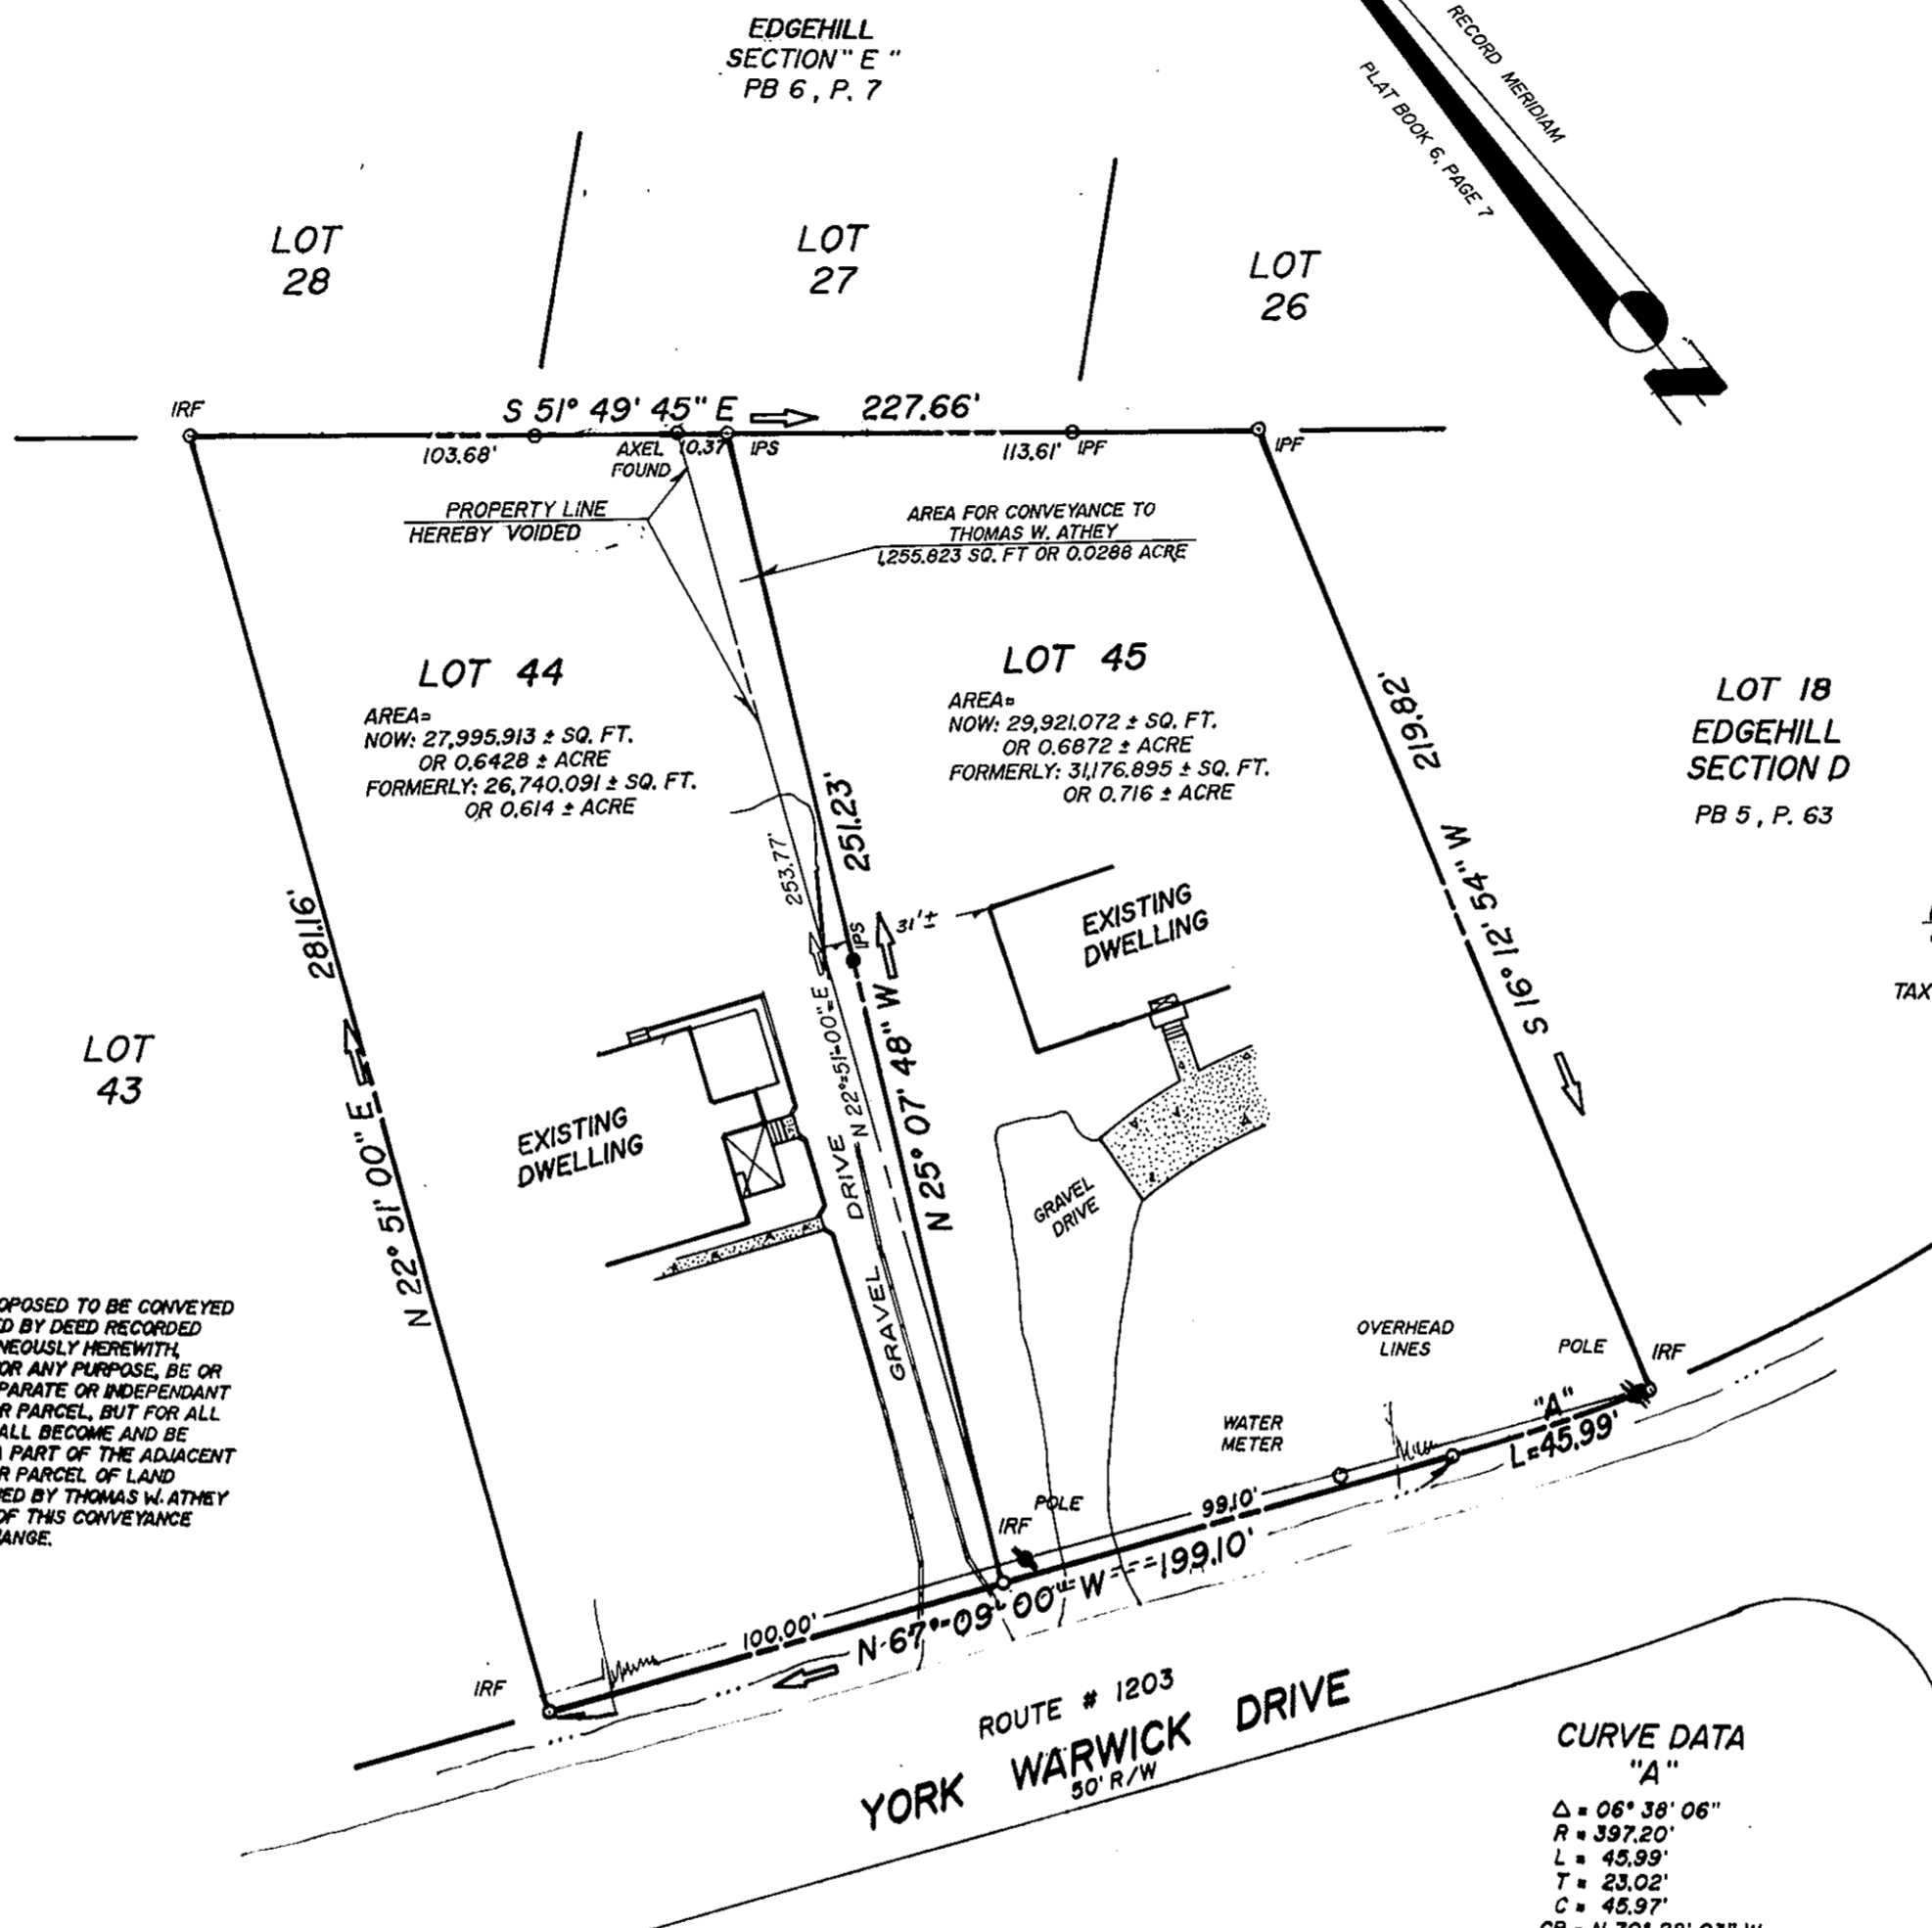 EDGEHILL
SECTION "E"
PB 6, P. 7
RECORD MERIDIAM
PLAT BOOK 6, PAGE 7
LOT
28
LOT
27
LOT
26
IRF
S 51° 49' 45" E
227.66'
103.68'
AXEL
FOUND
10.37'
IPS
113.61'
IPF
IPF
PROPERTY LINE
HEREBY VOIDED
AREA FOR CONVEYANCE TO
THOMAS W. ATHEY
1,255.823 SQ. FT OR 0.0288 ACRE
LOT 44
AREA=
NOW: 27,995.913 ± SQ. FT.
OR 0.6428 ± ACRE
FORMERLY: 26,740.091 ± SQ. FT.
OR 0.614 ± ACRE
LOT 45
AREA=
NOW: 29,921.072 ± SQ. FT.
OR 0.6872 ± ACRE
FORMERLY: 31,176.895 ± SQ. FT.
OR 0.716 ± ACRE
219.82'
S 16° 12' 54" W
LOT 18
EDGEHILL
SECTION D
PB 5, P. 63
TAX
251.23'
253.77'
IPS
31'±
N 25° 07' 48" W
N 22°-51'-00" E
281.16'
N 22° 51' 00" E
LOT
43
EXISTING
DWELLING
EXISTING
DWELLING
GRAVEL DRIVE
GRAVEL
DRIVE
OPOSED TO BE CONVEYED
D BY DEED RECORDED
NEOUSLY HEREWITH,
OR ANY PURPOSE, BE OR
PARATE OR INDEPENDANT
R PARCEL, BUT FOR ALL
ALL BECOME AND BE
A PART OF THE ADJACENT
R PARCEL OF LAND
ED BY THOMAS W. ATHEY
OF THIS CONVEYANCE
ANGE.
OVERHEAD
LINES
POLE
IRF
WATER
METER
"A"
L=45.99'
POLE
IRF
99.10'
100.00'
N-67°-09'-00" W
199.10'
IRF
ROUTE # 1203
YORK WARWICK DRIVE
50' R/W
CURVE DATA
"A"
Δ = 06° 38' 06"
R = 397.20'
L = 45.99'
T = 23.02'
C = 45.97'